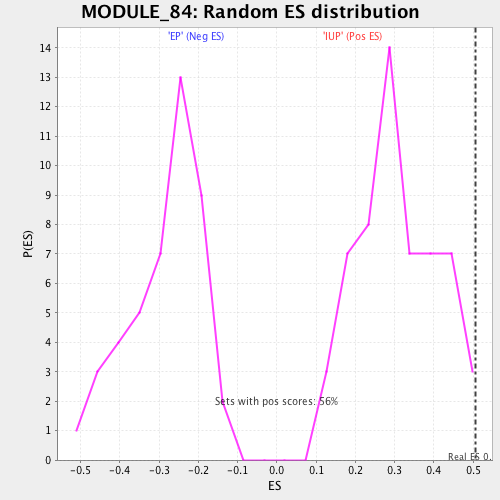 MODULE_84: Random ES distribution
'EP' (Neg ES) 'IUP' (Pos ES)
14
13
12
11
10
9
8
7
6
5
4
3
2
1
0
P(ES)
Sets with pos scores: 56%
Real ES 0.
-0.5 -0.4 -0.3 -0.2 -0.1 0.0 0.1 0.2 0.3 0.4 0.5
ES